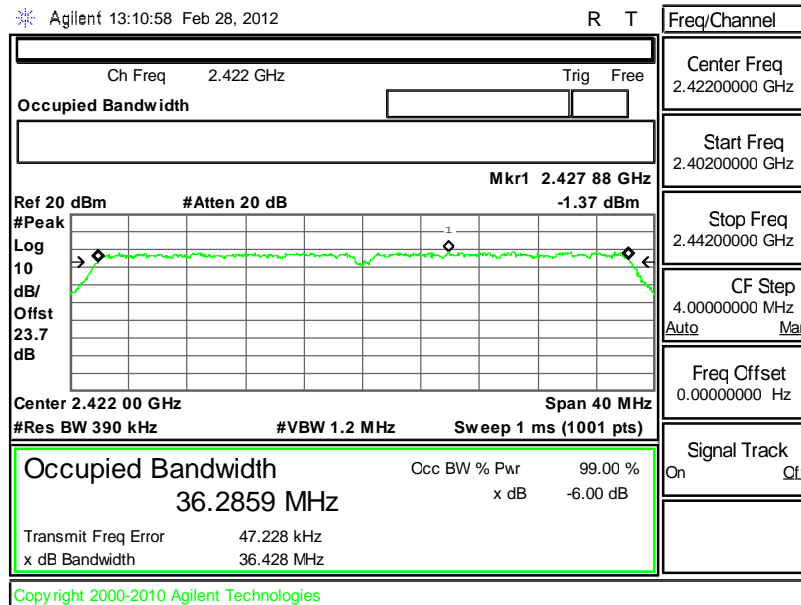 Agilent 13:10:58 Feb 28, 2012 R T
Ch Freq 2.422 GHz Trig Free
Occupied Bandwidth
Mkr1 2.427 88 GHz
Ref 20 dBm #Atten 20 dB -1.37 dBm
#Peak
Log
10
dB/
Offst
23.7
dB
1
Center 2.422 00 GHz Span 40 MHz
#Res BW 390 kHz #VBW 1.2 MHz Sweep 1 ms (1001 pts)
Occupied Bandwidth
36.2859 MHz
Occ BW % Pwr 99.00 %
x dB -6.00 dB
Transmit Freq Error 47.228 kHz
x dB Bandwidth 36.428 MHz
Copyright 2000-2010 Agilent Technologies
Freq/Channel
Center Freq
2.42200000 GHz
Start Freq
2.40200000 GHz
Stop Freq
2.44200000 GHz
CF Step
4.00000000 MHz
Auto Ma
Freq Offset
0.00000000 Hz
Signal Track
On Of